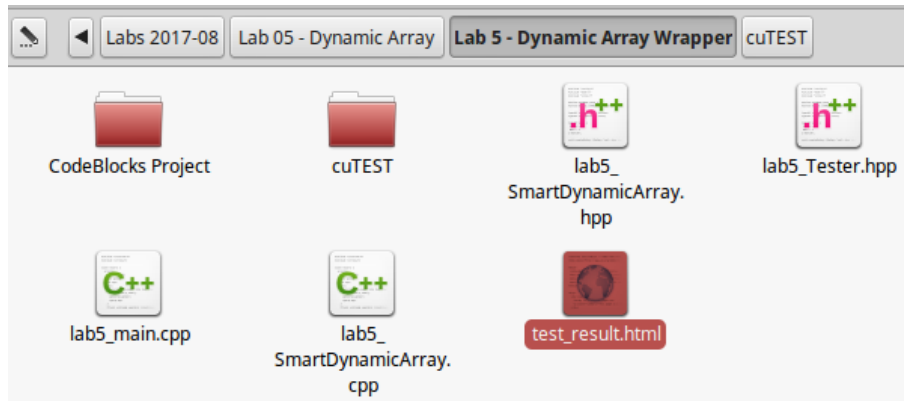 Labs 2017-08 Lab 05 - Dynamic Array Lab 5 - Dynamic Array Wrapper cuTEST
.h++
.h++
CodeBlocks Project
cuTEST
lab5_
SmartDynamicArray.
hpp
lab5_Tester.hpp
C++
C++
lab5_main.cpp
lab5_
SmartDynamicArray.
cpp
test_result.html